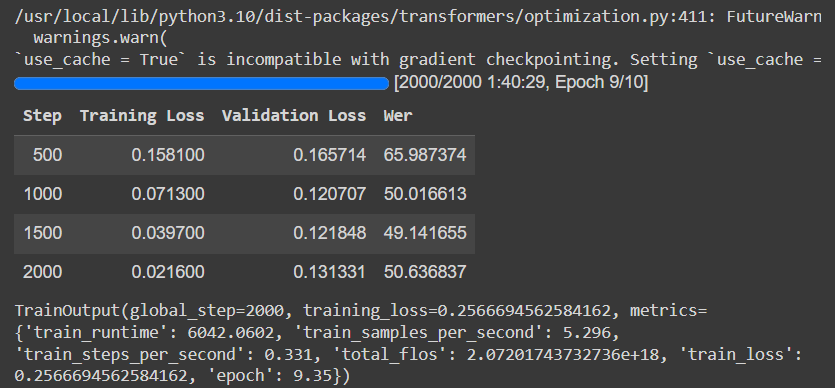 /usr/local/lib/python3.10/dist-packages/transformers/optimization.py:411: FutureWarn
warnings.warn(
`use_cache = True` is incompatible with gradient checkpointing. Setting `use_cache =
[2000/2000 1:40:29, Epoch 9/10]
Step Training Loss Validation Loss Wer
500 0.158100 0.165714 65.987374
1000 0.071300 0.120707 50.016613
1500 0.039700 0.121848 49.141655
2000 0.021600 0.131331 50.636837
TrainOutput(global_step=2000, training_loss=0.2566694562584162, metrics=
{'train_runtime': 6042.0602, 'train_samples_per_second': 5.296,
'train_steps_per_second': 0.331, 'total_flos': 2.07201743732736e+18, 'train_loss':
0.2566694562584162, 'epoch': 9.35})